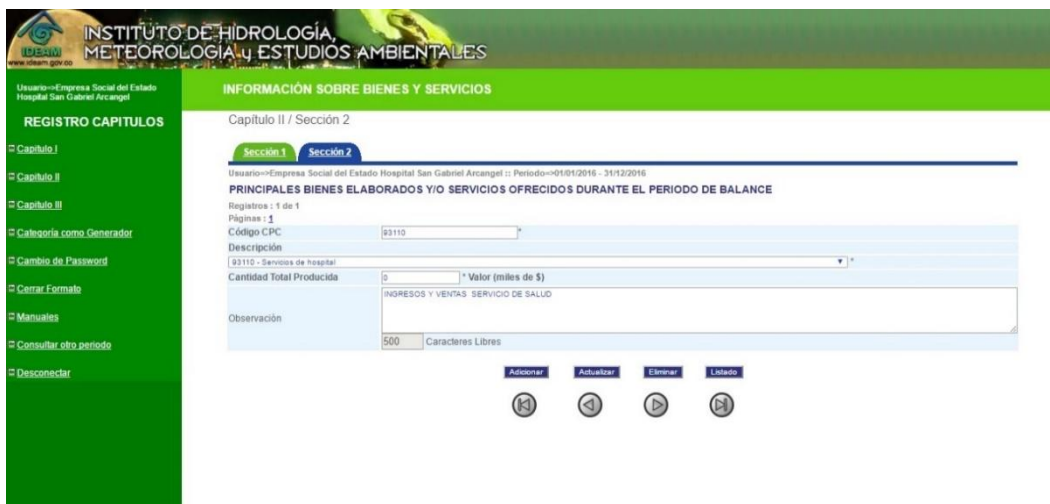 INSTITUTO DE HIDROLOGÍA,
METEOROLOGÍA y ESTUDIOS AMBIENTALES
IDEAM
www.ideam.gov.co
Usuario=>Empresa Social del Estado
Hospital San Gabriel Arcangel
REGISTRO CAPITULOS
Capitulo I
Capitulo II
Capitulo III
Categoría como Generador
Cambio de Password
Cerrar Formato
Manuales
Consultar otro periodo
Desconectar
INFORMACIÓN SOBRE BIENES Y SERVICIOS
Capítulo II / Sección 2
Sección 1 Sección 2
Usuario=>Empresa Social del Estado Hospital San Gabriel Arcangel :: Periodo=>01/01/2016 - 31/12/2016
PRINCIPALES BIENES ELABORADOS Y/O SERVICIOS OFRECIDOS DURANTE EL PERIODO DE BALANCE
Registros : 1 de 1
Páginas : 1
Código CPC 93110 *
Descripción
93110 - Servicios de hospital *
Cantidad Total Producida 0 * Valor (miles de $)
Observación INGRESOS Y VENTAS SERVICIO DE SALUD
500 Caracteres Libres
Adicionar Actualizar Eliminar Listado